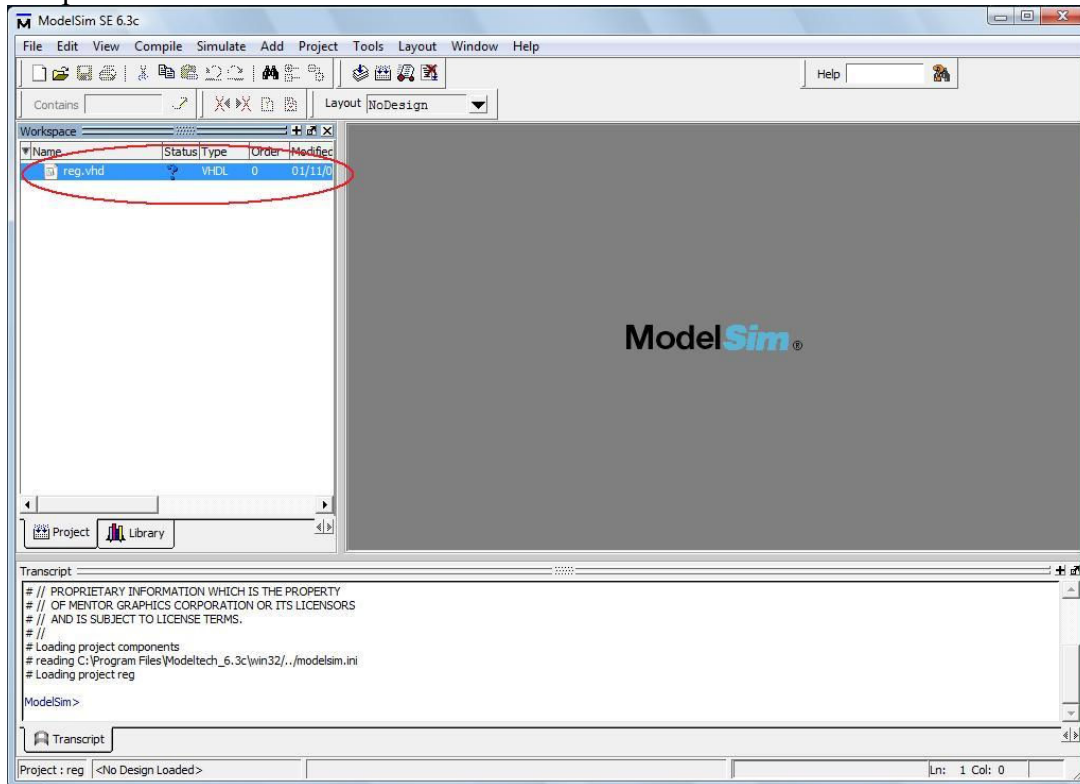 ModelSim SE 6.3c
File Edit View Compile Simulate Add Project Tools Layout Window Help
Help
Contains Layout NoDesign
Workspace
Name Status Type Order Modified
reg.vhd ? VHDL 0 01/11/0
ModelSim ®
Project Library
Transcript
# // PROPRIETARY INFORMATION WHICH IS THE PROPERTY
# // OF MENTOR GRAPHICS CORPORATION OR ITS LICENSORS
# // AND IS SUBJECT TO LICENSE TERMS.
# //
# Loading project components
# reading C:\Program Files\Modeltech_6.3c\win32/../modelsim.ini
# Loading project reg
ModelSim>
Transcript
Project : reg <No Design Loaded> Ln: 1 Col: 0